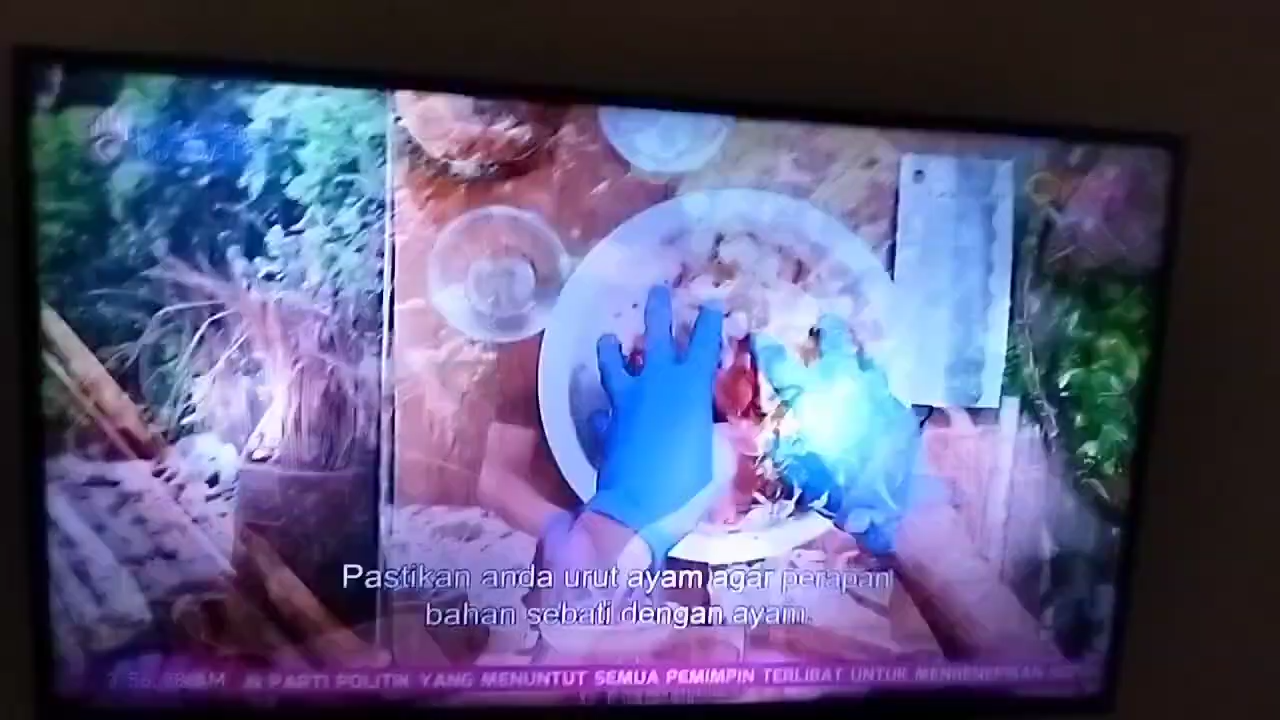 Pastikan anda urut ayam agar perapan
bahan sebati dengan ayam.
PARTI POLITIK YANG MENUNTUT SEMUA PEMIMPIN TERLIBAT UNTUK